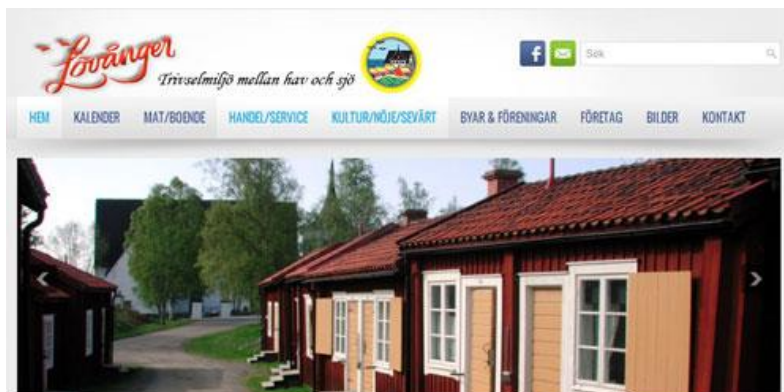 Lövånger
Trivselmiljö mellan hav och sjö
f
Sök
HEM KALENDER MAT/BOENDE HANDEL/SERVICE KULTUR/NÖJE/SEVÄRT BYAR & FÖRENINGAR FÖRETAG BILDER KONTAKT